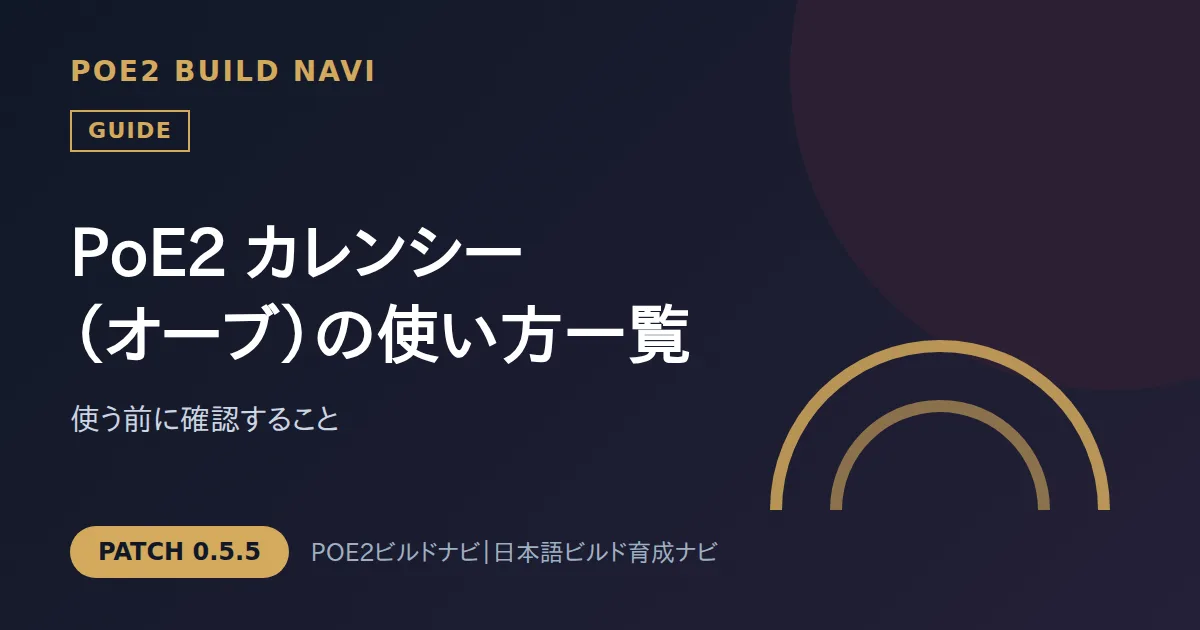 POE2 BUILD NAVI
GUIDE
PoE2 カレンシー
（オーブ）の使い方一覧
使う前に確認すること
PATCH 0.5.5
POE2ビルドナビ|日本語ビルド育成ナビ